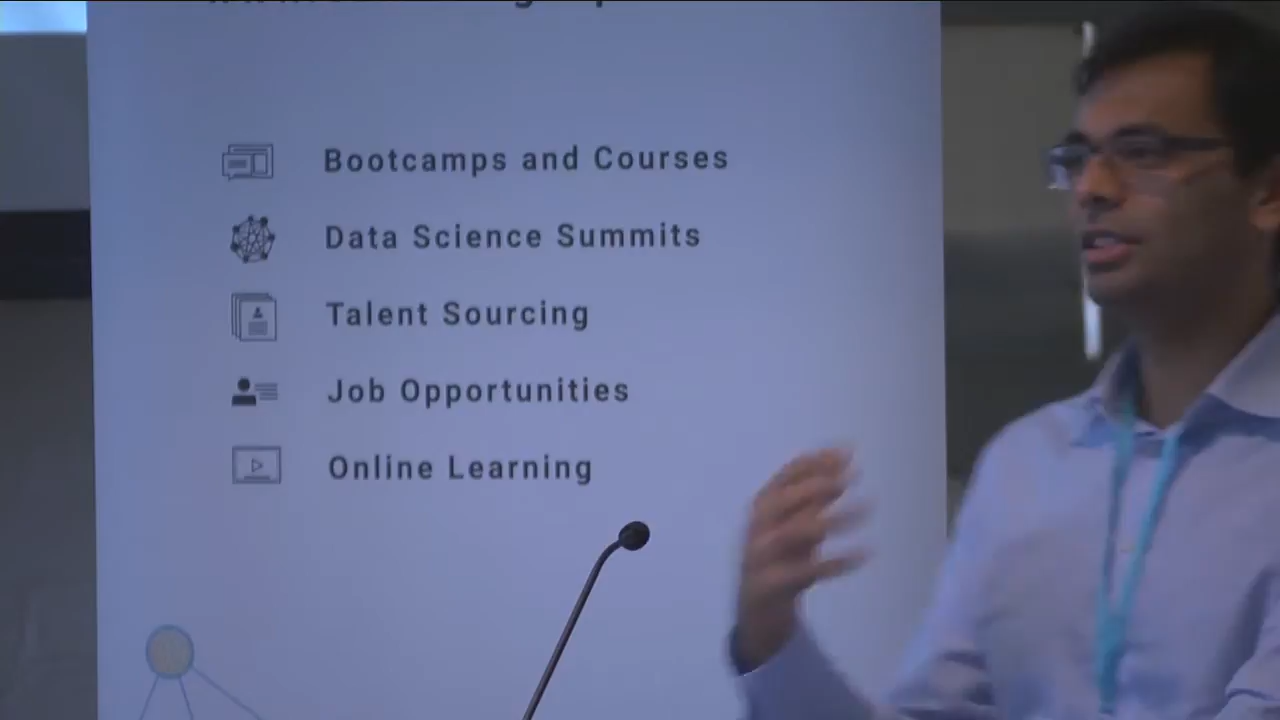 Bootcamps and Courses
Data Science Summits
Talent Sourcing
Job Opportunities
Online Learning